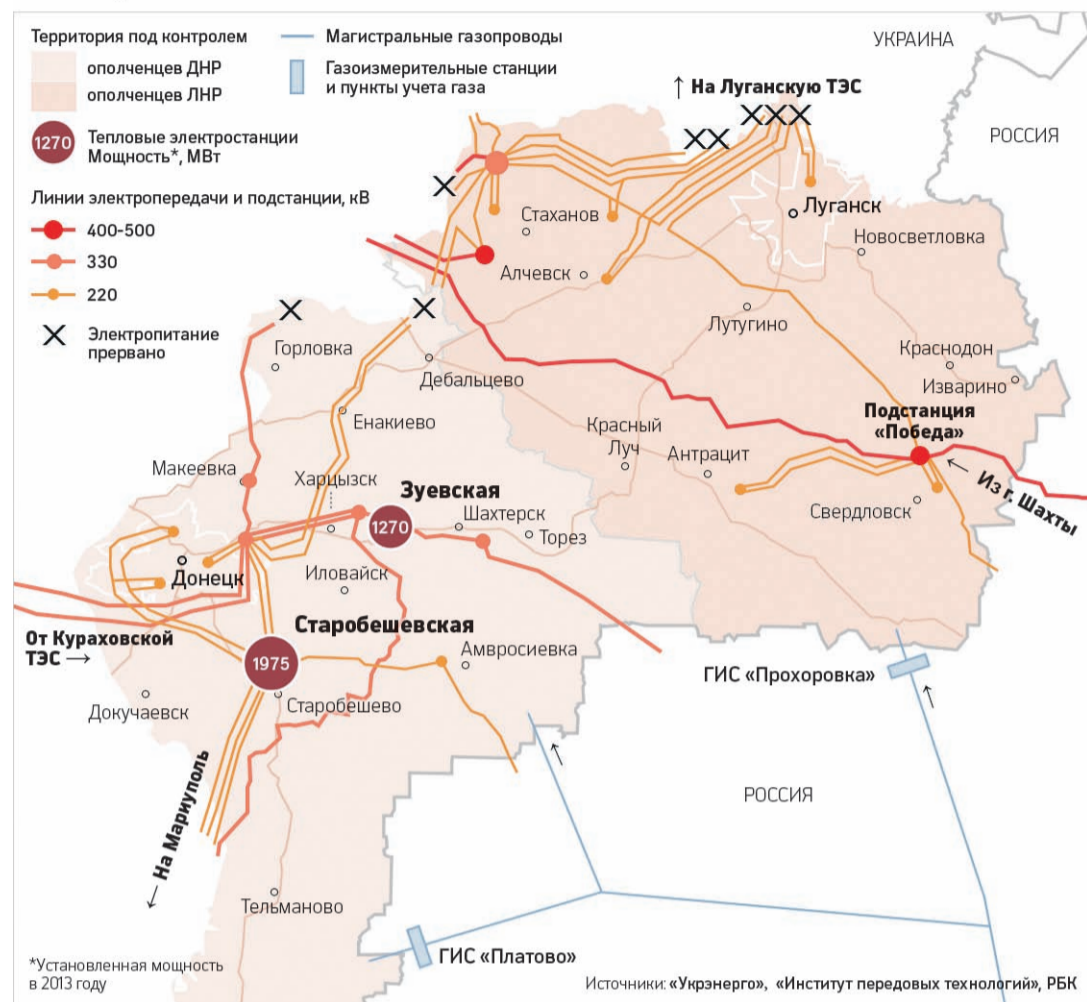 Территория под контролем
ополченцев ДНР
ополченцев ЛНР
1270
Тепловые электростанции
Мощность*, МВт
Линии электропередачи и подстанции, кВ
400-500
330
220
Электропитание
прервано
Магистральные газопроводы
Газоизмерительные станции
и пункты учета газа
УКРАИНА
РОССИЯ
↑ На Луганскую ТЭС
Стаханов
Луганск
Новосветловка
Алчевск
Лутугино
Краснодон
Изварино
Горловка
Дебальцево
Енакиево
Подстанция
«Победа»
Красный
Луч
Антрацит
← Из г. Шахты
Свердловск
Макеевка
Харцызск
Зуевская
1270
Шахтерск
Торез
Донецк
Иловайск
От Кураховской
ТЭС →
Старобешевская
1975
Амвросиевка
ГИС «Прохоровка»
Докучаевск
Старобешево
← На Мариуполь
РОССИЯ
Тельманово
ГИС «Платово»
*Установленная мощность
в 2013 году
Источники: «Укрэнерго», «Институт передовых технологий», РБК